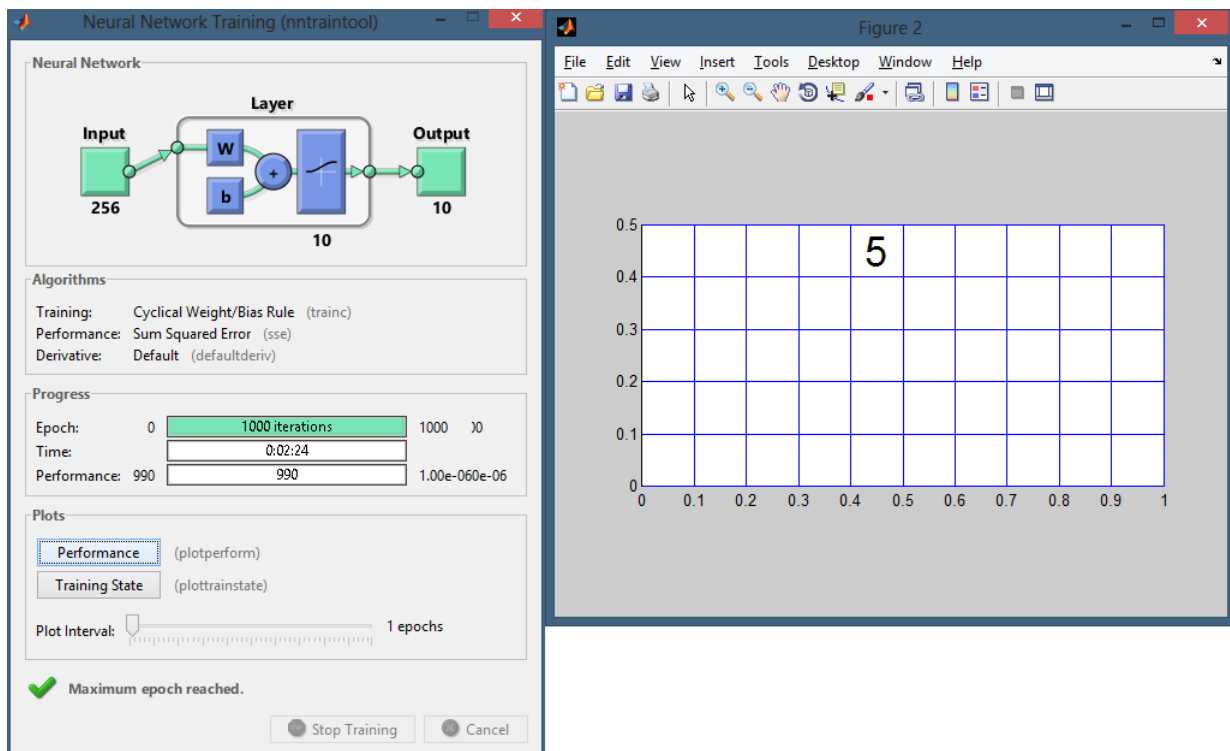 Neural Network Training (nntraintool)
Neural Network
Layer
Input
Output
W
b
+
256
10
10
Algorithms
Training: Cyclical Weight/Bias Rule (trainc)
Performance: Sum Squared Error (sse)
Derivative: Default (defaultderiv)
Progress
Epoch: 0 1000 iterations 1000
Time: 0:02:24
Performance: 990 990 1.00e-060e-06
Plots
Performance (plotperform)
Training State (plottrainstate)
Plot Interval: 1 epochs
Maximum epoch reached.
Stop Training Cancel
Figure 2
File Edit View Insert Tools Desktop Window Help
5
0.5
0.4
0.3
0.2
0.1
0
0 0.1 0.2 0.3 0.4 0.5 0.6 0.7 0.8 0.9 1